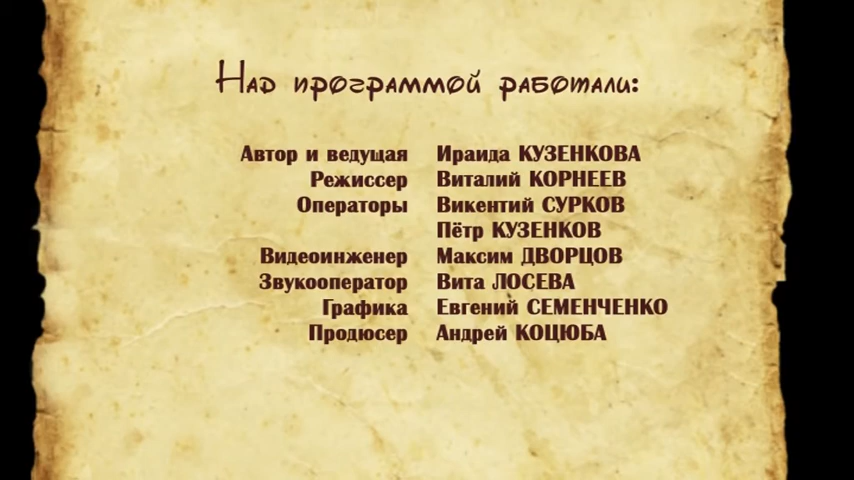 Над программой работали:
Автор и ведущая Ираида КУЗЕНКОВА
Режиссер Виталий КОРНЕЕВ
Операторы Викентий СУРКОВ
Пётр КУЗЕНКОВ
Видеоинженер Максим ДВОРЦОВ
Звукооператор Вита ЛОСЕВА
Графика Евгений СЕМЕНЧЕНКО
Продюсер Андрей КОЦЮБА